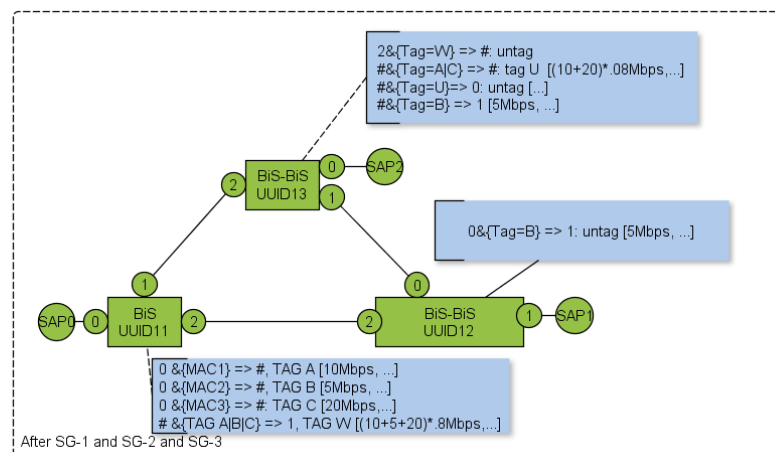 2&{Tag=W} => #: untag
#&{Tag=A|C} => #: tag U [(10+20)*.08Mbps,...]
#&{Tag=U}=> 0: untag [...]
#&{Tag=B} => 1 [5Mbps, ...]
BiS-BiS
UUID13
0
SAP2
2
1
0&{Tag=B} => 1: untag [5Mbps, ...]
1
0
SAP0
0
BiS
UUID11
2
2
BiS-BiS
UUID12
1
SAP1
0 &{MAC1} => #, TAG A [10Mbps, ...]
0 &{MAC2} => #, TAG B [5Mbps, ...]
0 &{MAC3} => #: TAG C [20Mbps,...]
# &{TAG A|B|C} => 1, TAG W [(10+5+20)*.8Mbps,...]
After SG-1 and SG-2 and SG-3